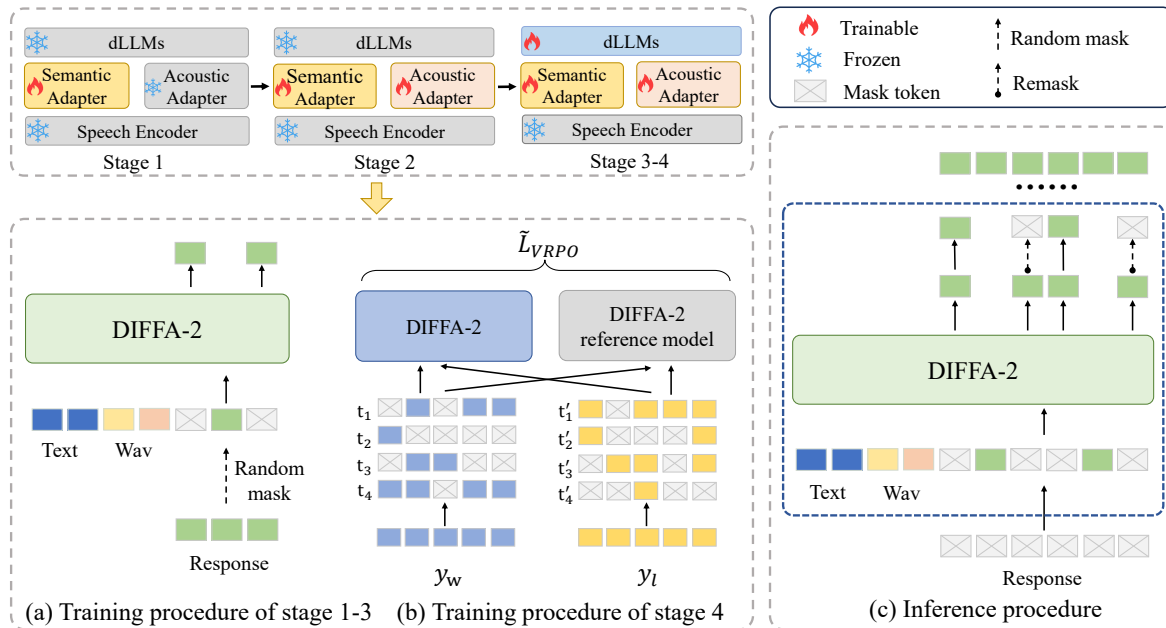 dLLMs
Semantic
Adapter
Acoustic
Adapter
Speech Encoder
Stage 1
dLLMs
Semantic
Adapter
Acoustic
Adapter
Speech Encoder
Stage 2
dLLMs
Semantic
Adapter
Acoustic
Adapter
Speech Encoder
Stage 3-4
Trainable
Frozen
Mask token
Random mask
Remask
DIFFA-2
Text
Wav
Random
mask
Response
(a) Training procedure of stage 1-3
L̃_VRPO
DIFFA-2
DIFFA-2
reference model
t₁
t₂
t₃
t₄
t′₁
t′₂
t′₃
t′₄
y_w
y_l
(b) Training procedure of stage 4
......
DIFFA-2
Text
Wav
Response
(c) Inference procedure